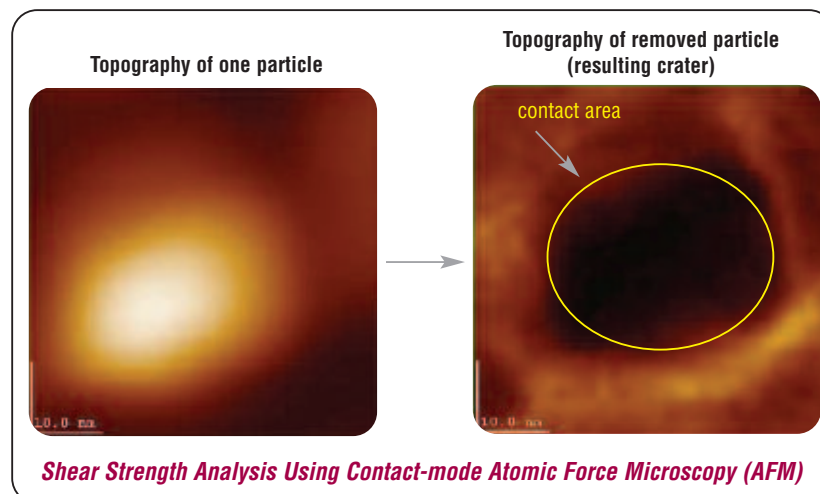 Topography of one particle
Topography of removed particle
(resulting crater)
contact area
10.0 nm
10.0 nm
Shear Strength Analysis Using Contact-mode Atomic Force Microscopy (AFM)